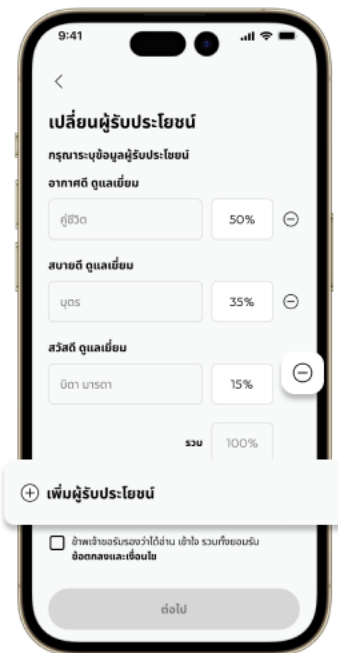 9:41
เปลี่ยนผู้รับประโยชน์
กรุณาระบุข้อมูลผู้รับประโยชน์
อากาศดี ดูแลเยี่ยม
คู่ชีวิต 50%
สบายดี ดูแลเยี่ยม
บุตร 35%
สวัสดี ดูแลเยี่ยม
บิดา มารดา 15%
รวม 100%
เพิ่มผู้รับประโยชน์
ข้าพเจ้าขอรับรองว่าได้อ่าน เข้าใจ รวมทั้งยอมรับ
ข้อตกลงและเงื่อนไข
ต่อไป